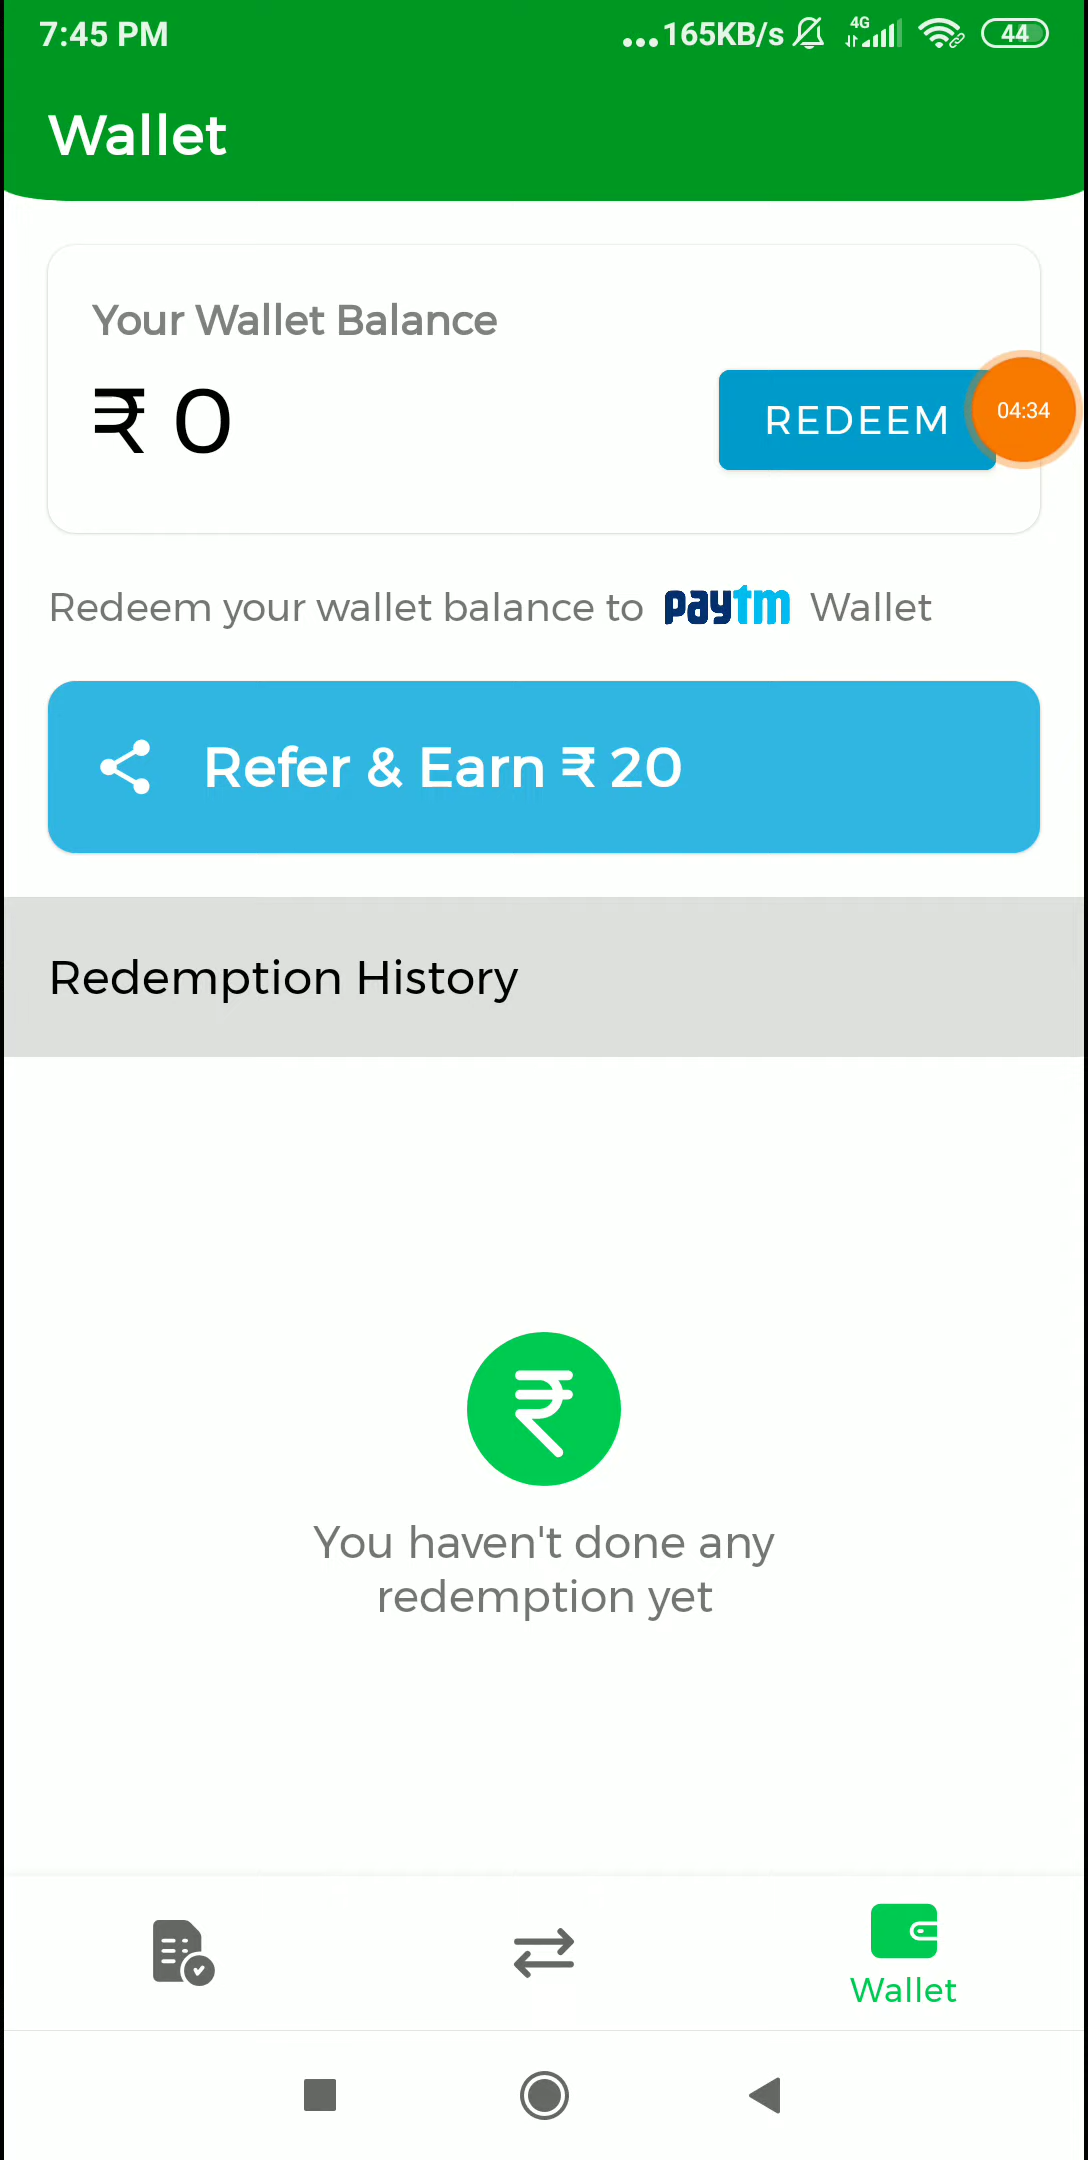 7:45 PM
...165KB/s 4G 44
Wallet
Your Wallet Balance
₹ 0
REDEEM
04:34
Redeem your wallet balance to paytm Wallet
Refer & Earn ₹ 20
Redemption History
₹
You haven't done any
redemption yet
Wallet